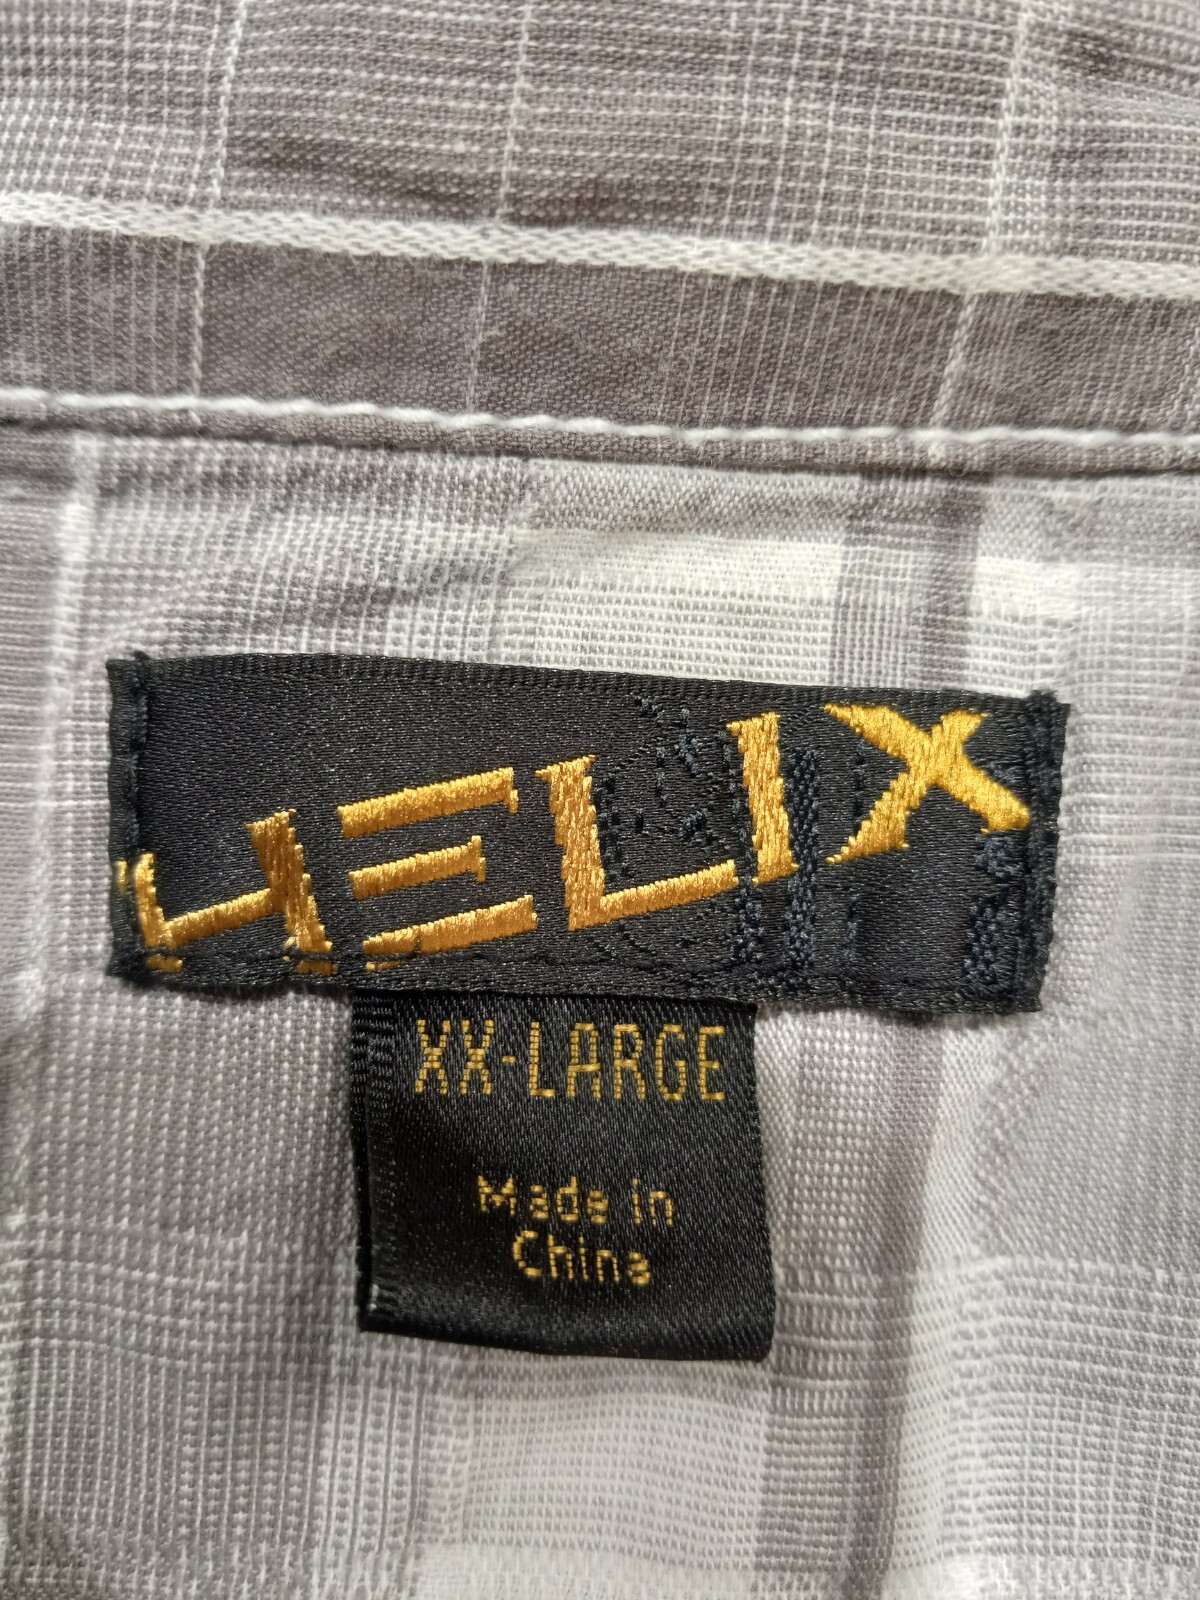 HELIX
XX-LARGE
Made in
China